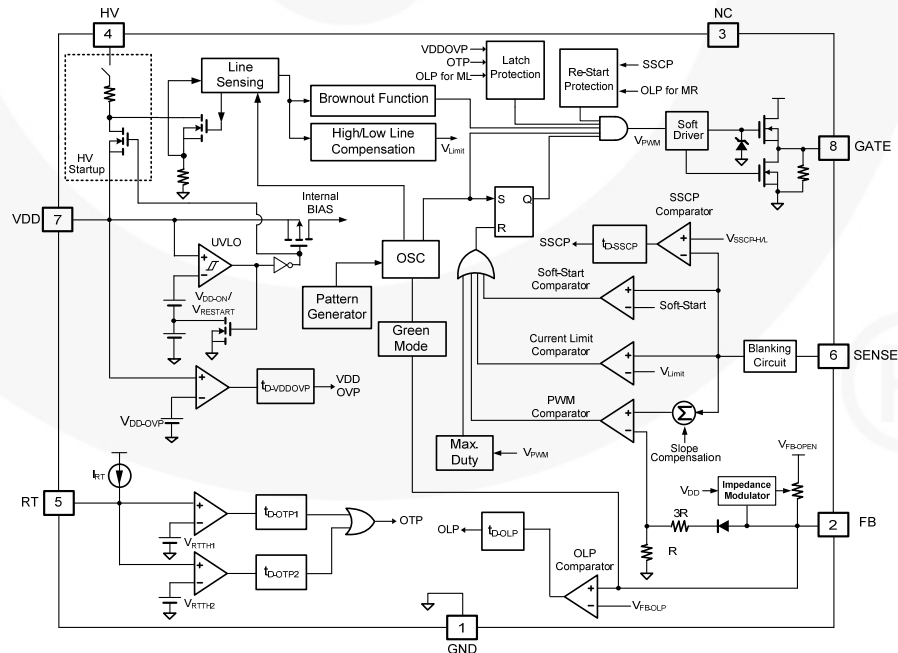 HV
4
NC
3
HV
Startup
Line
Sensing
Brownout Function
High/Low Line
Compensation
VLimit
VDDOVP
OTP
OLP for ML
Latch
Protection
Re-Start
Protection
SSCP
OLP for MR
VPWM
Soft
Driver
8
GATE
VDD
7
Internal
BIAS
UVLO
VDD-ON/
VRESTART
Pattern
Generator
OSC
Green
Mode
S
Q
R
SSCP
tD-SSCP
SSCP
Comparator
VSSCP-H/L
Soft-Start
Comparator
Soft-Start
Current Limit
Comparator
VLimit
Blanking
Circuit
6
SENSE
PWM
Comparator
Σ
Slope
Compensation
Max.
Duty
VPWM
VDD-OVP
tD-VDDOVP
VDD
OVP
IRT
RT
5
VRTTH1
tD-OTP1
VRTTH2
tD-OTP2
OTP
VFB-OPEN
VDD
Impedance
Modulator
3R
R
2
FB
OLP
tD-OLP
OLP
Comparator
VFB-OLP
1
GND